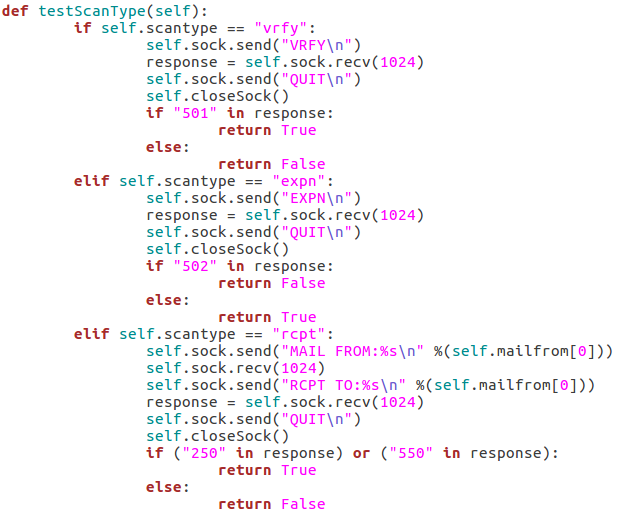 def testScanType(self):
        if self.scantype == "vrfy":
                self.sock.send("VRFY\n")
                response = self.sock.recv(1024)
                self.sock.send("QUIT\n")
                self.closeSock()
                if "501" in response:
                        return True
                else:
                        return False
        elif self.scantype == "expn":
                self.sock.send("EXPN\n")
                response = self.sock.recv(1024)
                self.sock.send("QUIT\n")
                self.closeSock()
                if "502" in response:
                        return False
                else:
                        return True
        elif self.scantype == "rcpt":
                self.sock.send("MAIL FROM:%s\n" %(self.mailfrom[0]))
                self.sock.recv(1024)
                self.sock.send("RCPT TO:%s\n" %(self.mailfrom[0]))
                response = self.sock.recv(1024)
                self.sock.send("QUIT\n")
                self.closeSock()
                if ("250" in response) or ("550" in response):
                        return True
                else:
                        return False